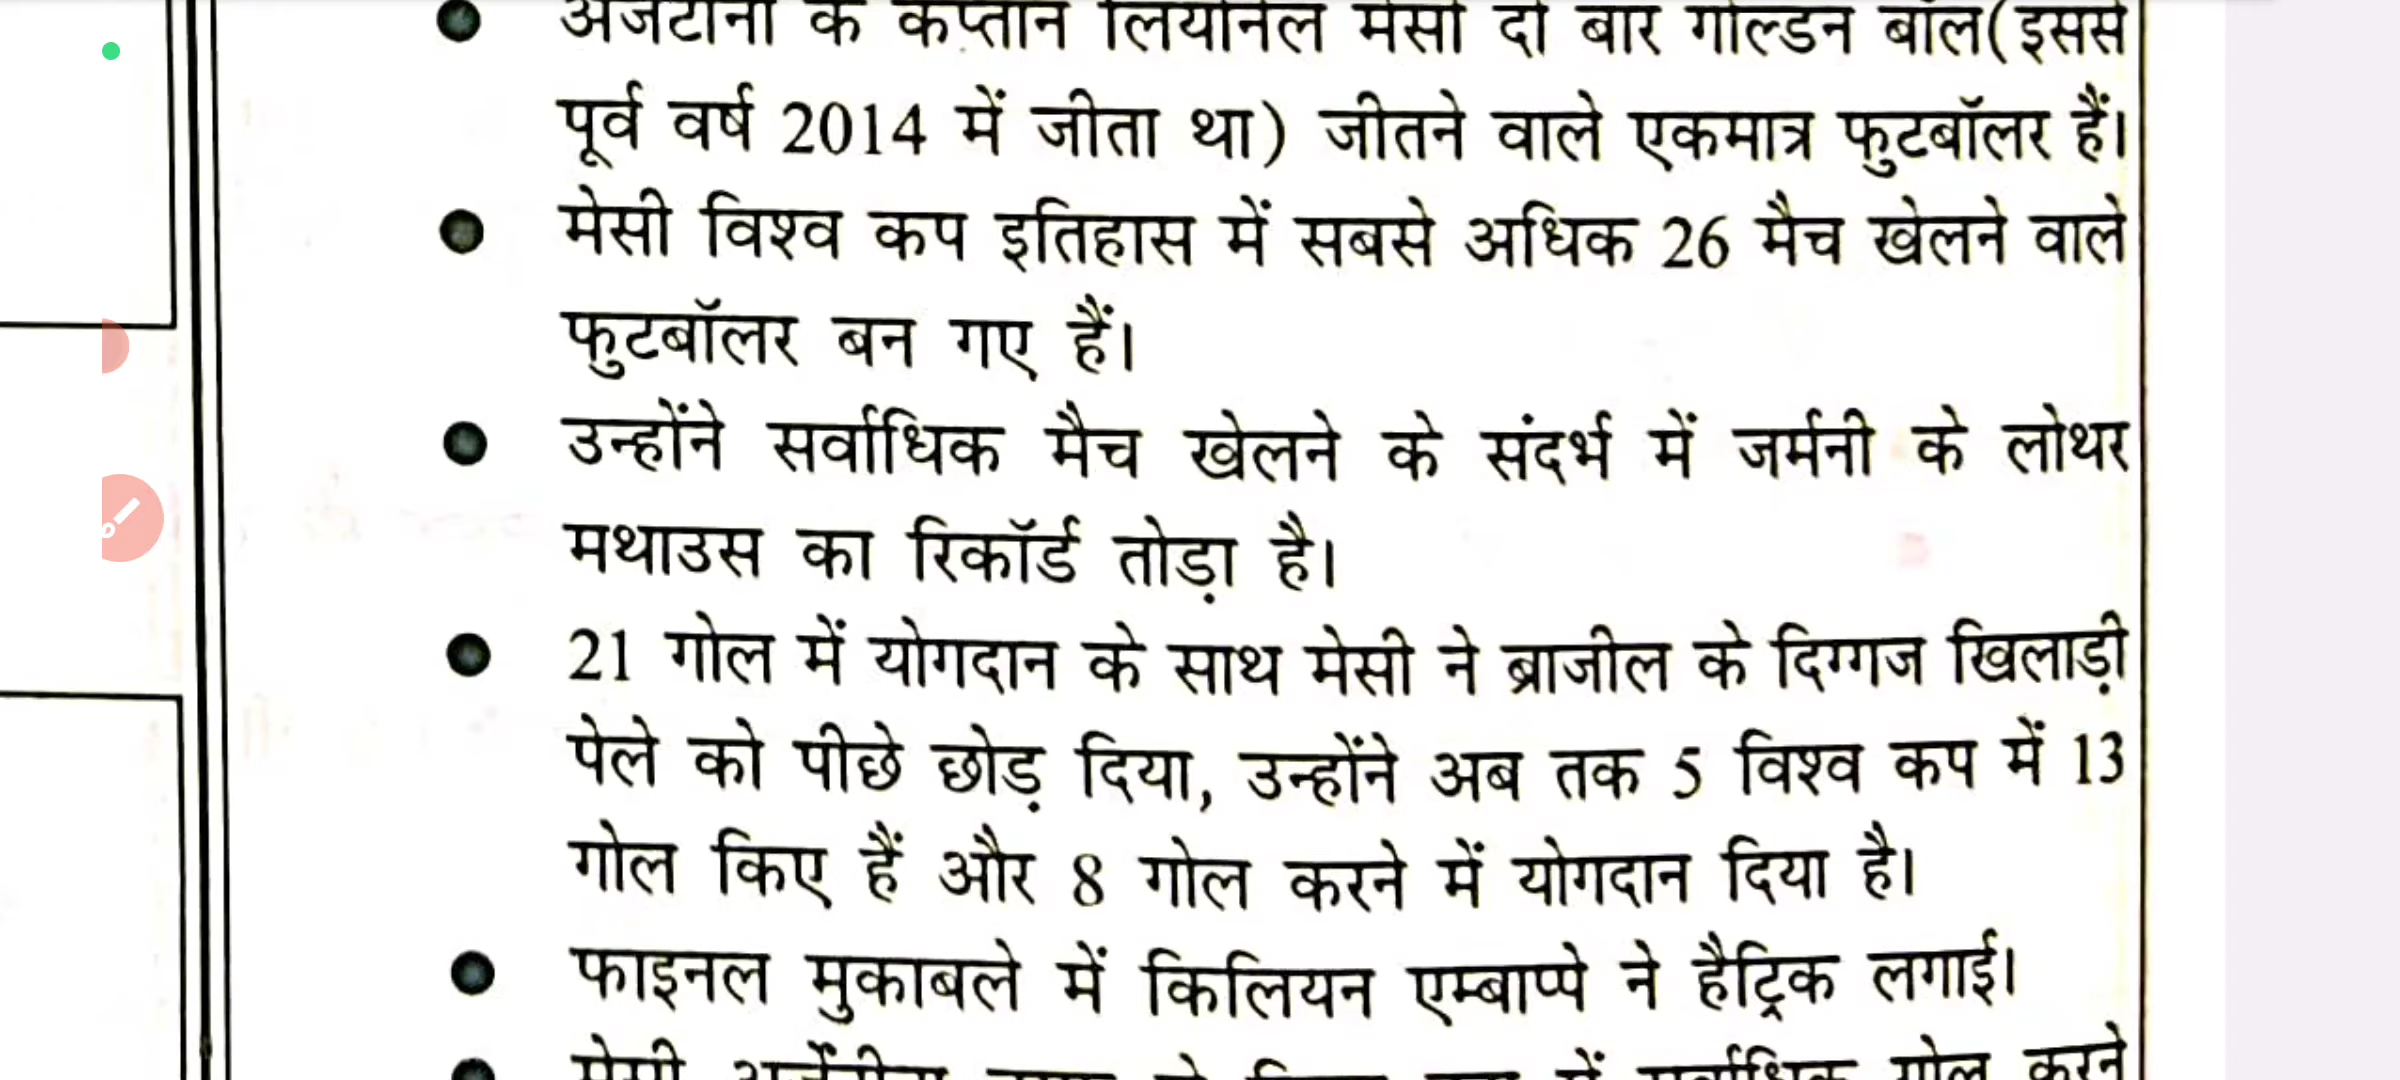 अर्जेंटीना के कप्तान लियोनेल मेसी दो बार गोल्डन बॉल(इससे
पूर्व वर्ष 2014 में जीता था) जीतने वाले एकमात्र फुटबॉलर हैं।
मेसी विश्व कप इतिहास में सबसे अधिक 26 मैच खेलने वाले
फुटबॉलर बन गए हैं।
उन्होंने सर्वाधिक मैच खेलने के संदर्भ में जर्मनी के लोथर
मथाउस का रिकॉर्ड तोड़ा है।
21 गोल में योगदान के साथ मेसी ने ब्राजील के दिग्गज खिलाड़ी
पेले को पीछे छोड़ दिया, उन्होंने अब तक 5 विश्व कप में 13
गोल किए हैं और 8 गोल करने में योगदान दिया है।
फाइनल मुकाबले में किलियन एम्बाप्पे ने हैट्रिक लगाई।
मेसी में सर्वाधिक गोल करने